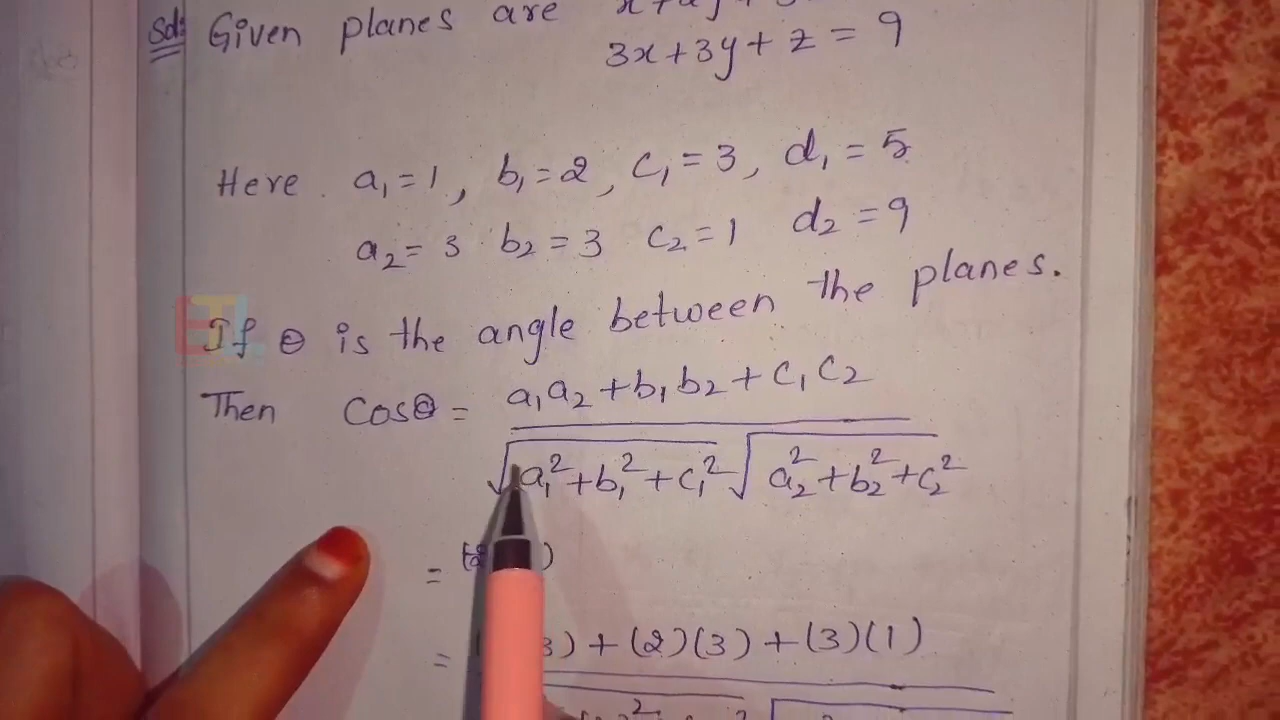 Sol: Given planes are
3x+3y+z=9
Here a₁=1, b₁=2, c₁=3, d₁=5
a₂=3 b₂=3 c₂=1 d₂=9
If θ is the angle between the planes.
Then Cosθ = a₁a₂+b₁b₂+c₁c₂
√a₁²+b₁²+c₁² √a₂²+b₂²+c₂²
=
= 3)+(2)(3)+(3)(1)